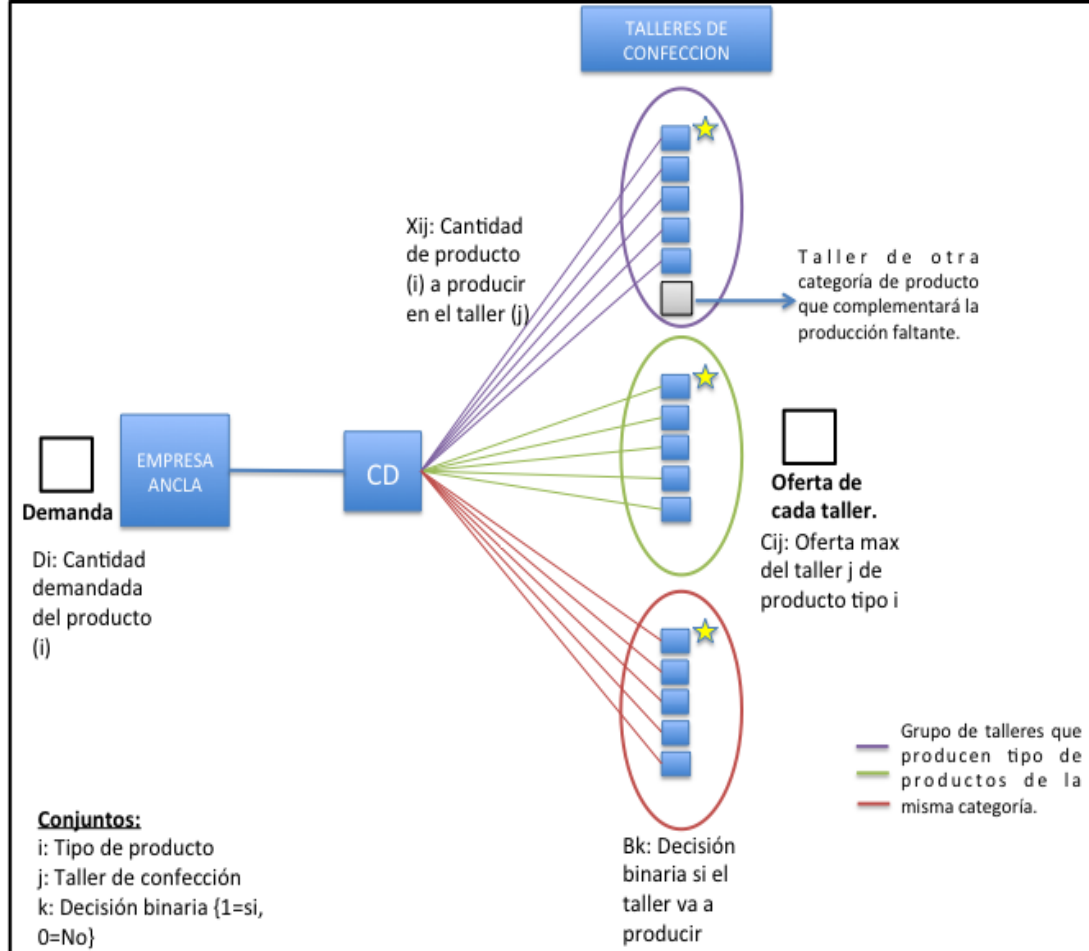 TALLERES DE
CONFECCION
Xij: Cantidad
de producto
(i) a producir
en el taller (j)
Taller de otra
categoría de producto
que complementará la
producción faltante.
EMPRESA
ANCLA
CD
Demanda
Di: Cantidad
demandada
del producto
(i)
Oferta de
cada taller.
Cij: Oferta max
del taller j de
producto tipo i
Grupo de talleres que
producen tipo de
productos de la
misma categoría.
Conjuntos:
i: Tipo de producto
j: Taller de confección
k: Decisión binaria {1=si,
0=No}
Bk: Decisión
binaria si el
taller va a
producir